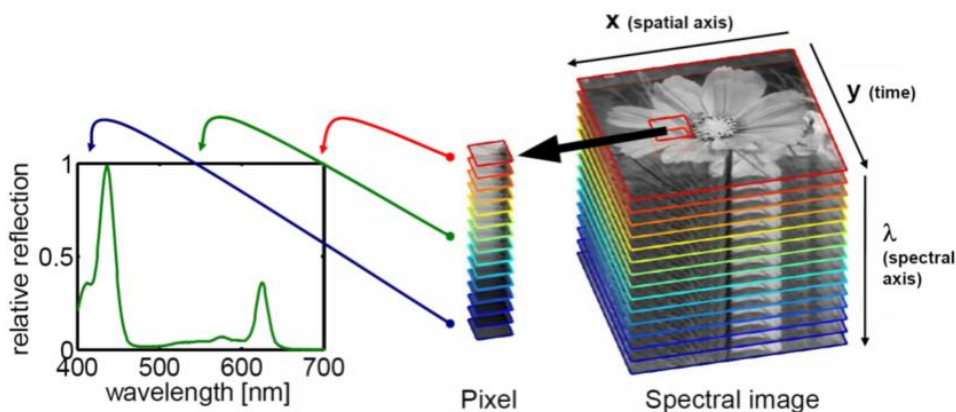 x (spatial axis)
y (time)
λ
(spectral
axis)
1
0.5
0
relative reflection
400 500 600 700
wavelength [nm]
Pixel
Spectral image